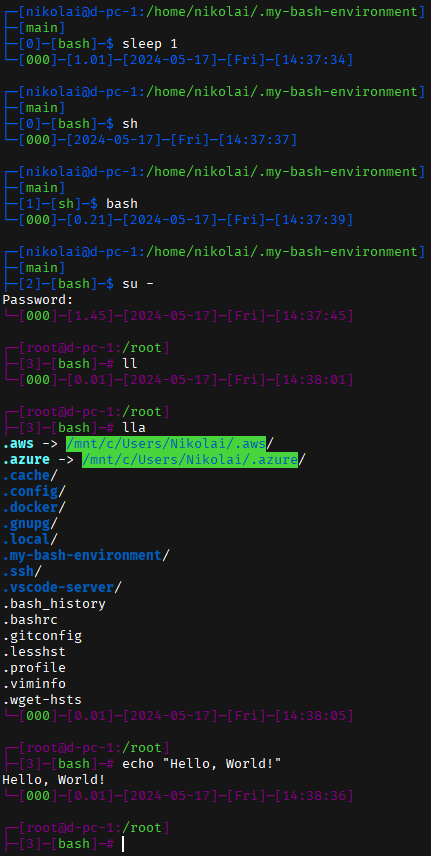 ┌─[nikolai@d-pc-1:/home/nikolai/.my-bash-environment]
├─[main]
├─[0]─[bash]─$ sleep 1
└─[000]─[1.01]─[2024-05-17]─[Fri]─[14:37:34]
┌─[nikolai@d-pc-1:/home/nikolai/.my-bash-environment]
├─[main]
├─[0]─[bash]─$ sh
└─[000]─[2024-05-17]─[Fri]─[14:37:37]
┌─[nikolai@d-pc-1:/home/nikolai/.my-bash-environment]
├─[main]
├─[1]─[sh]─$ bash
└─[000]─[0.21]─[2024-05-17]─[Fri]─[14:37:39]
┌─[nikolai@d-pc-1:/home/nikolai/.my-bash-environment]
├─[main]
├─[2]─[bash]─$ su -
Password:
└─[000]─[1.45]─[2024-05-17]─[Fri]─[14:37:45]
┌─[root@d-pc-1:/root]
├─[3]─[bash]─# ll
└─[000]─[0.01]─[2024-05-17]─[Fri]─[14:38:01]
┌─[root@d-pc-1:/root]
├─[3]─[bash]─# lla
.aws -> /mnt/c/Users/Nikolai/.aws/
.azure -> /mnt/c/Users/Nikolai/.azure/
.cache/
.config/
.docker/
.gnupg/
.local/
.my-bash-environment/
.ssh/
.vscode-server/
.bash_history
.bashrc
.gitconfig
.lesshst
.profile
.viminfo
.wget-hsts
└─[000]─[0.01]─[2024-05-17]─[Fri]─[14:38:05]
┌─[root@d-pc-1:/root]
├─[3]─[bash]─# echo "Hello, World!"
Hello, World!
└─[000]─[0.01]─[2024-05-17]─[Fri]─[14:38:36]
┌─[root@d-pc-1:/root]
├─[3]─[bash]─#